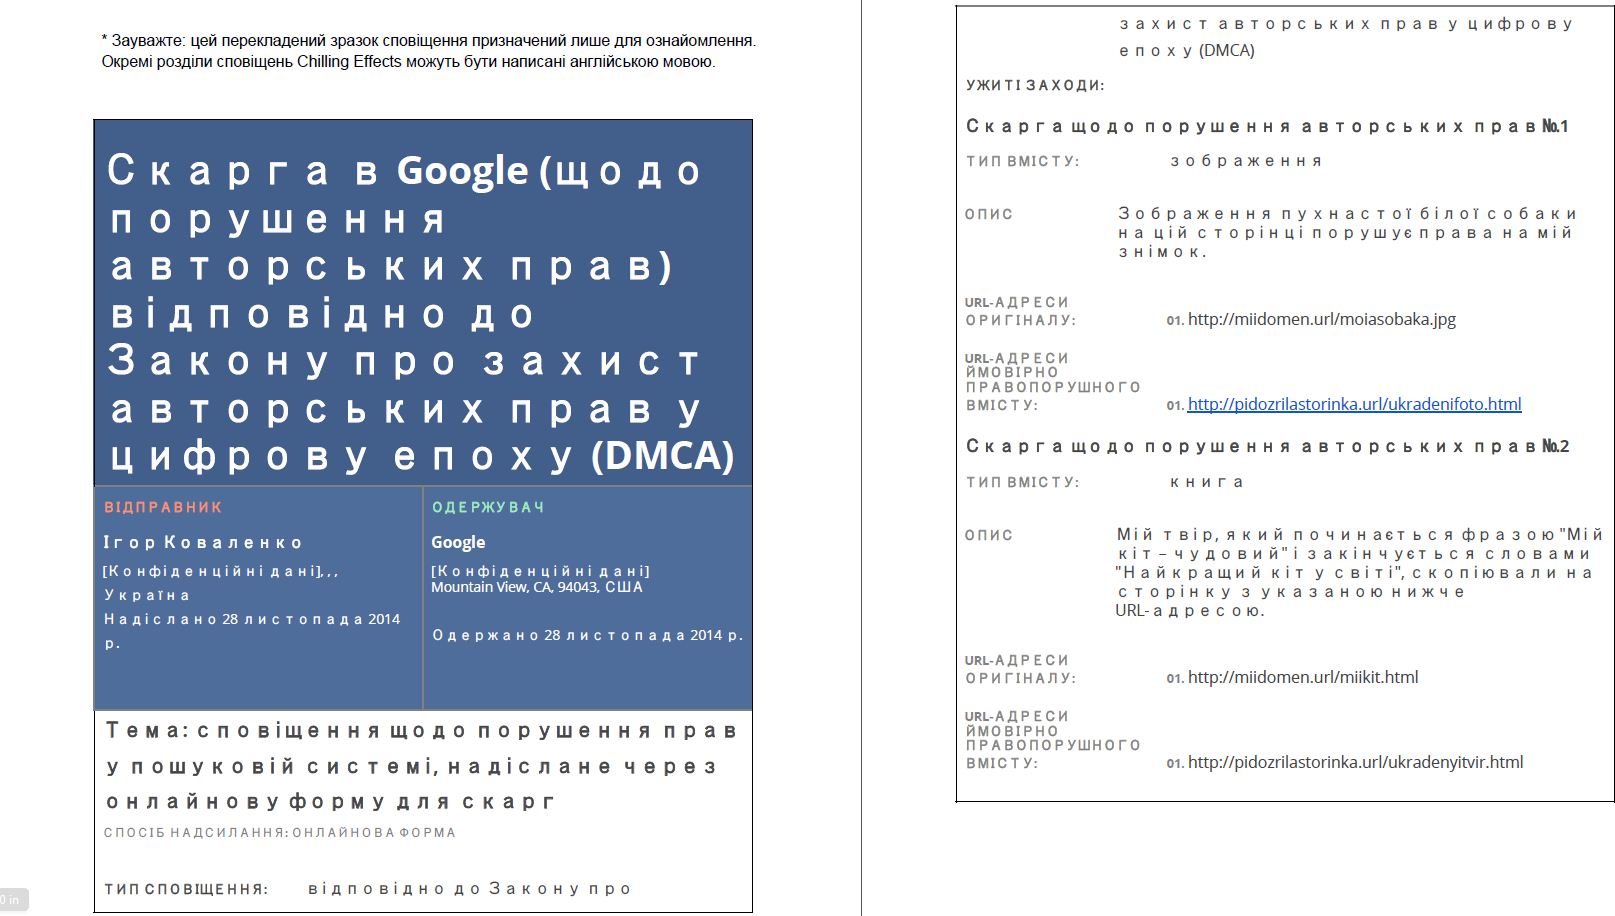 * Зауважте: цей перекладений зразок сповіщення призначений лише для ознайомлення.
Окремі розділи сповіщень Chilling Effects можуть бути написані англійською мовою.
Скарга в Google (щодо
порушення
авторських прав)
відповідно до
Закону про захист
авторських прав у
цифрову епоху (DMCA)
ВІДПРАВНИК
Ігор Коваленко
[Конфіденційні дані], , ,
Україна
Надіслано 28 листопада 2014
р.
ОДЕРЖУВАЧ
Google
[Конфіденційні дані]
Mountain View, CA, 94043, США
Одержано 28 листопада 2014 р.
Тема: сповіщення щодо порушення прав
у пошуковій системі, надіслане через
онлайнову форму для скарг
СПОСІБ НАДСИЛАННЯ: ОНЛАЙНОВА ФОРМА
ТИП СПОВІЩЕННЯ: відповідно до Закону про
0 in
захист авторських прав у цифрову
епоху (DMCA)
УЖИТІ ЗАХОДИ:
Скарга щодо порушення авторських прав №1
ТИП ВМІСТУ: зображення
ОПИС Зображення пухнастої білої собаки
на цій сторінці порушує права на мій
знімок.
URL-АДРЕСИ
ОРИГІНАЛУ: 01. http://miidomen.url/moiasobaka.jpg
URL-АДРЕСИ
ЙМОВІРНО
ПРАВОПОРУШНОГО
ВМІСТУ: 01. http://pidozrilastorinka.url/ukradenifoto.html
Скарга щодо порушення авторських прав №2
ТИП ВМІСТУ: книга
ОПИС Мій твір, який починається фразою "Мій
кіт – чудовий" і закінчується словами
"Найкращий кіт у світі", скопіювали на
сторінку з указаною нижче
URL-адресою.
URL-АДРЕСИ
ОРИГІНАЛУ: 01. http://miidomen.url/miikit.html
URL-АДРЕСИ
ЙМОВІРНО
ПРАВОПОРУШНОГО
ВМІСТУ: 01. http://pidozrilastorinka.url/ukradenyitvir.html